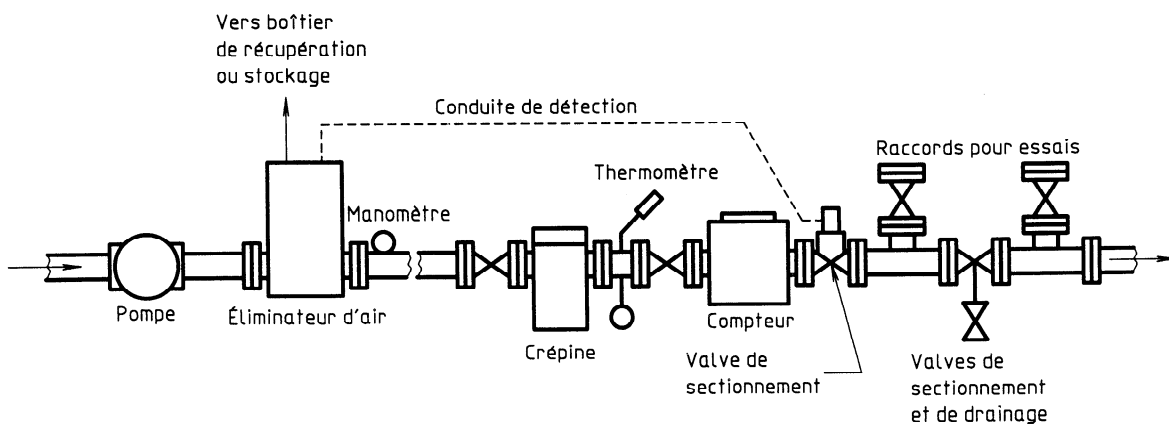 Vers boîtier
de récupération
ou stockage
Conduite de détection
Raccords pour essais
Thermomètre
Manomètre
Pompe
Éliminateur d'air
Crépine
Compteur
Valve de
sectionnement
Valves de
sectionnement
et de drainage